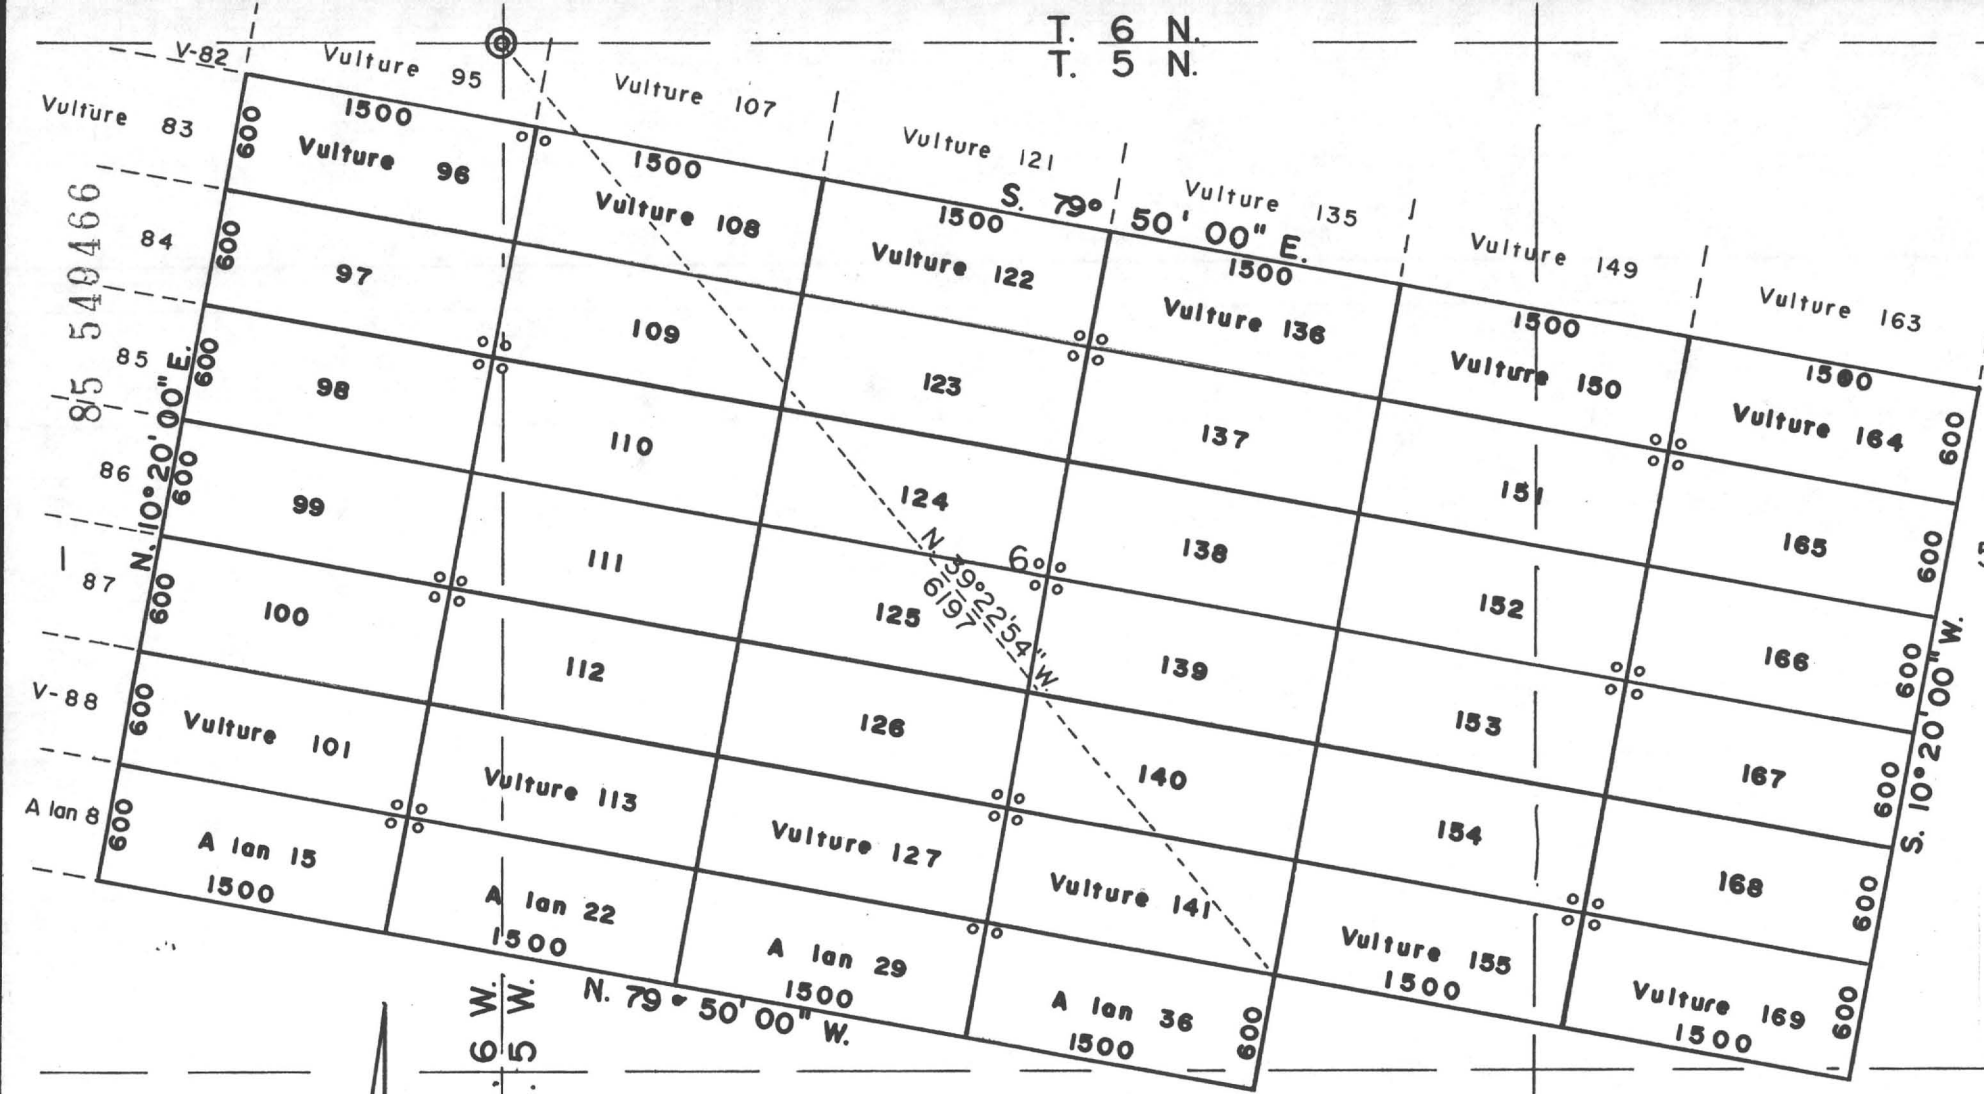 T. 6 N.
T. 5 N.
V-82
Vulture 95
Vulture 107
Vulture 121
Vulture 135
Vulture 149
Vulture 163
Vulture 83
84
85
86
87
V-88
A lan 8
85 549466
N. 10° 20' 00" E.
S. 79° 50' 00" E.
600
1500
Vulture 96
1500
Vulture 108
1500
Vulture 122
1500
Vulture 136
1500
Vulture 150
1500
Vulture 164
600
600
97
109
123
137
151
165
600
600
98
110
124
138
152
166
600
600
99
111
125
139
153
167
600
600
100
112
126
140
154
168
600
600
Vulture 101
Vulture 113
Vulture 127
Vulture 141
Vulture 155
1500
Vulture 169
1500
600
600
A lan 15
1500
A lan 22
1500
A lan 29
1500
A lan 36
1500
600
6
N. 39° 22' 54" W.
6197
S. 10° 20' 00" W.
N. 79° 50' 00" W.
6 W.
5 W.